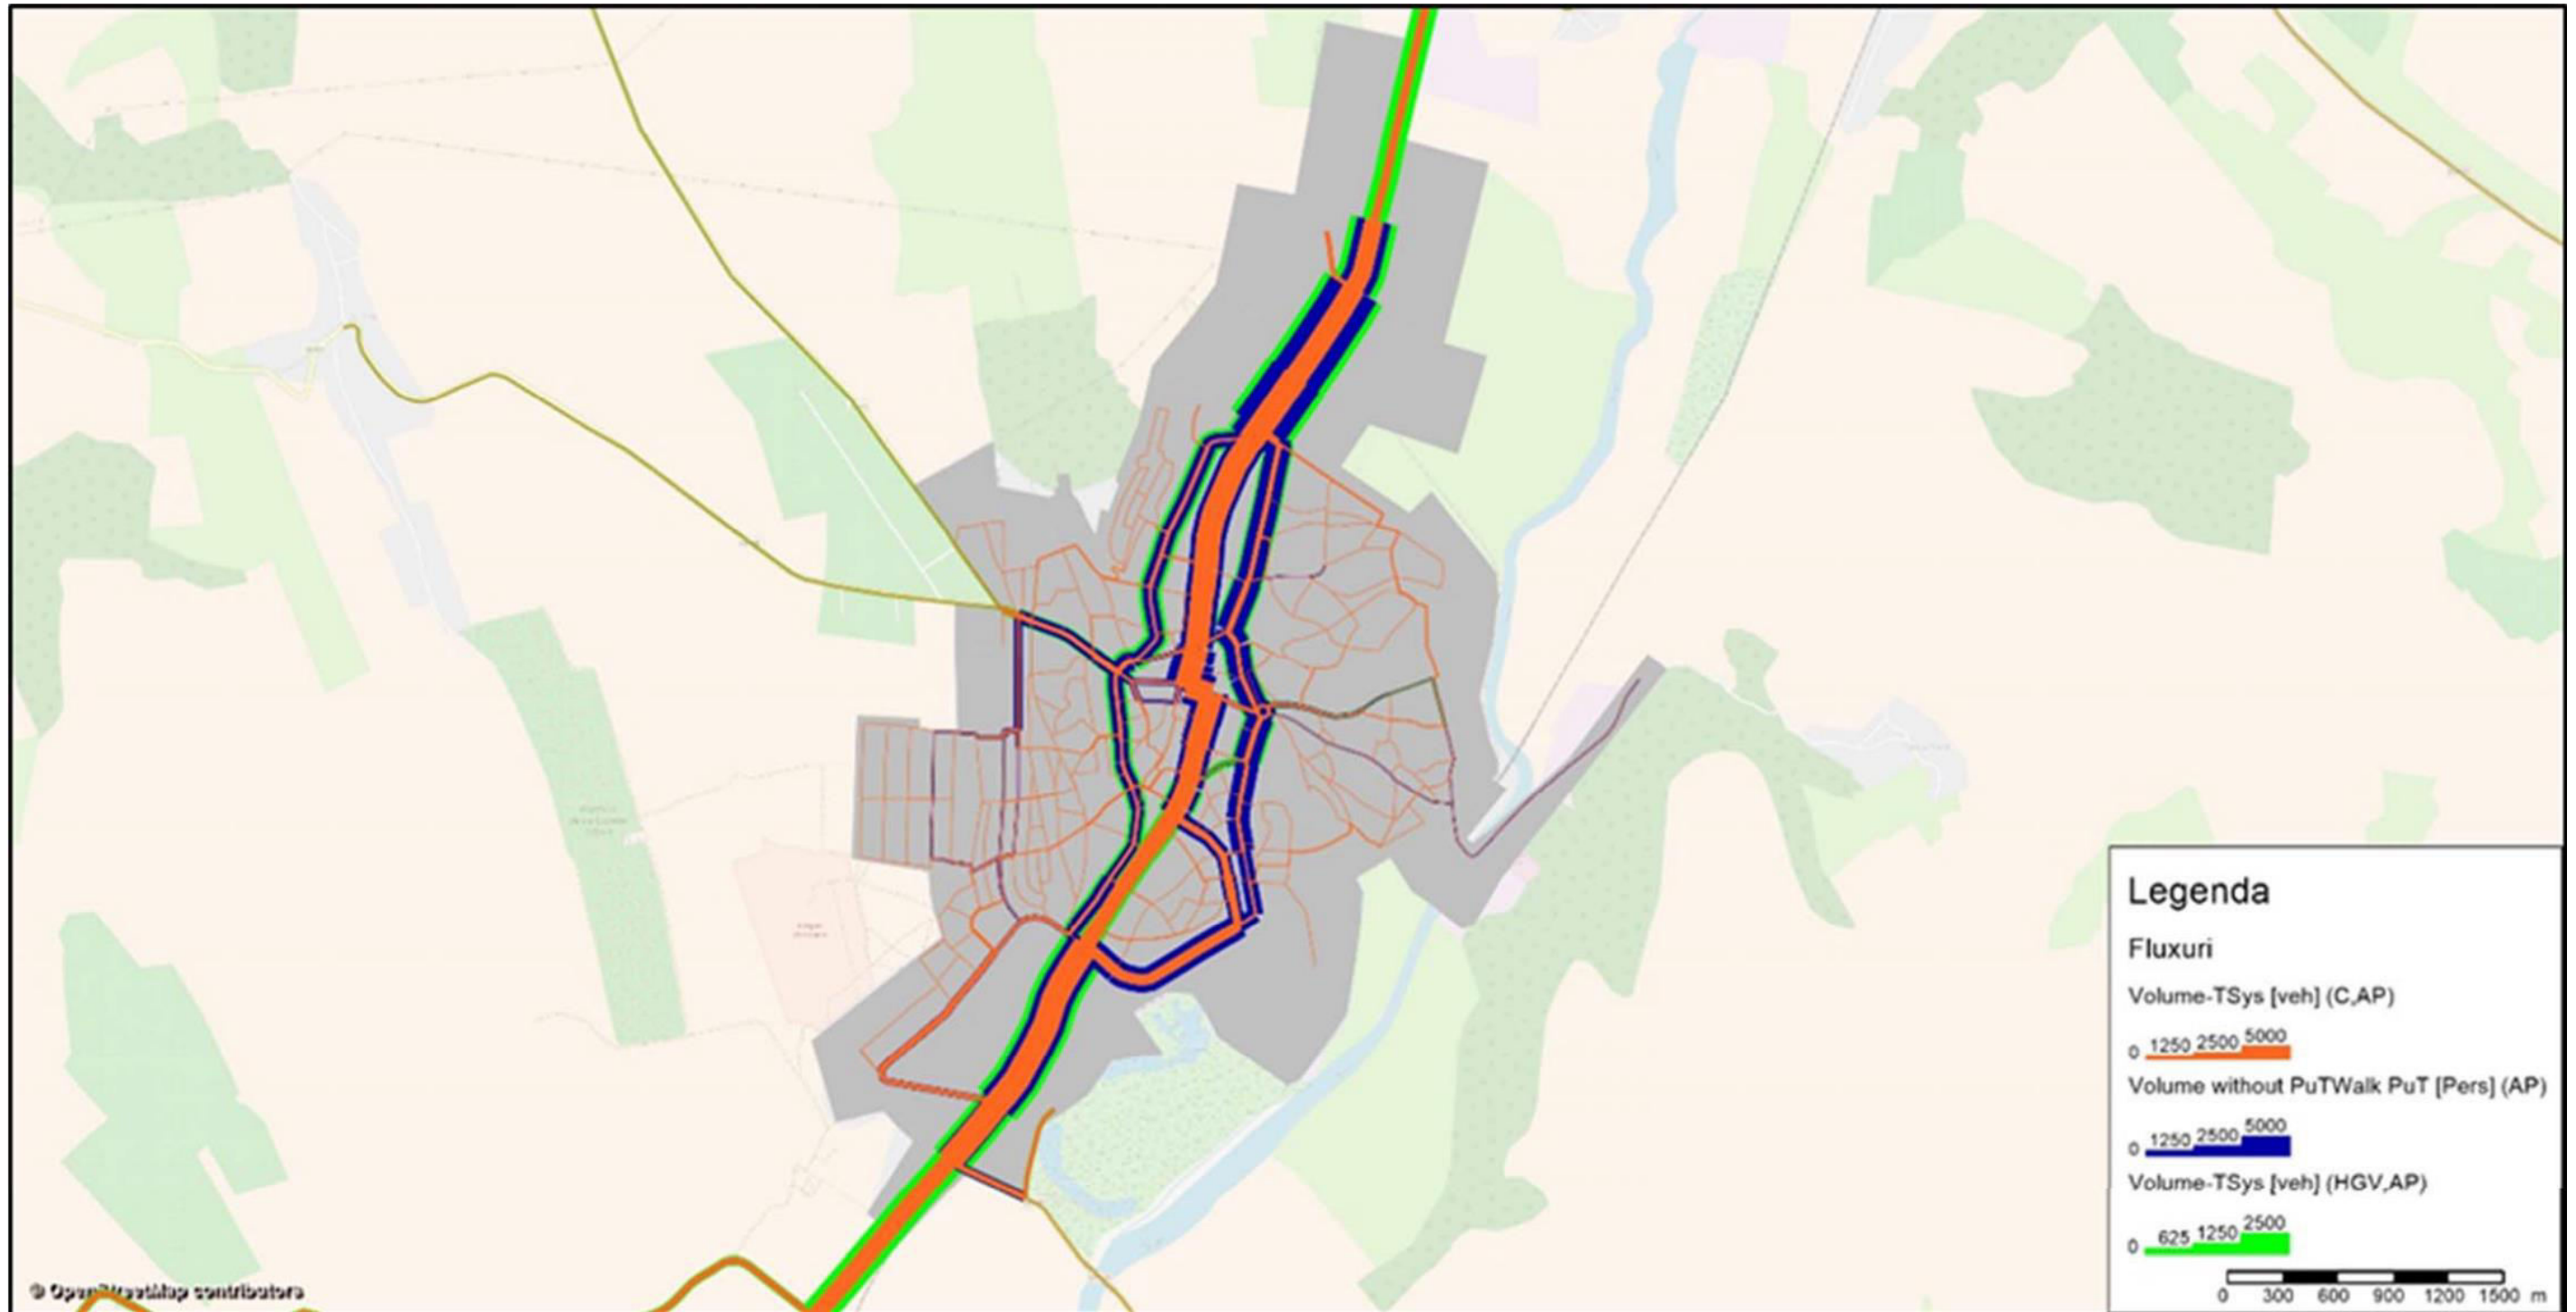 Legenda
Fluxuri
Volume-TSys [veh] (C,AP)
0 1250 2500 5000
Volume without PuTWalk PuT [Pers] (AP)
0 1250 2500 5000
Volume-TSys [veh] (HGV,AP)
0 625 1250 2500
0 300 600 900 1200 1500 m
© OpenStreetMap contributors